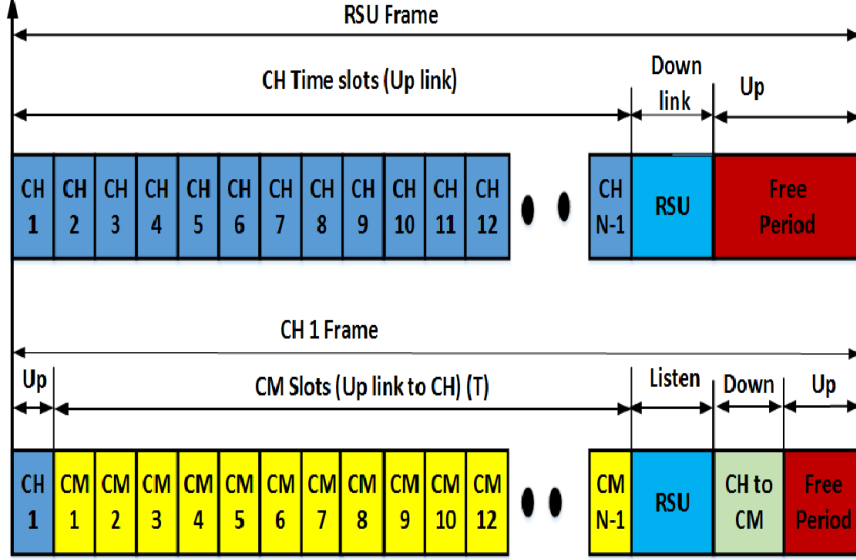 RSU Frame
CH Time slots (Up link)
Down
link
Up
CH
1
CH
2
CH
3
CH
4
CH
5
CH
6
CH
7
CH
8
CH
9
CH
10
CH
11
CH
12
CH
N-1
RSU
Free
Period
CH 1 Frame
Up
CM Slots (Up link to CH) (T)
Listen
Down
Up
CH
1
CM
1
CM
2
CM
3
CM
4
CM
5
CM
6
CM
7
CM
8
CM
9
CM
10
CM
12
CM
N-1
RSU
CH to
CM
Free
Period